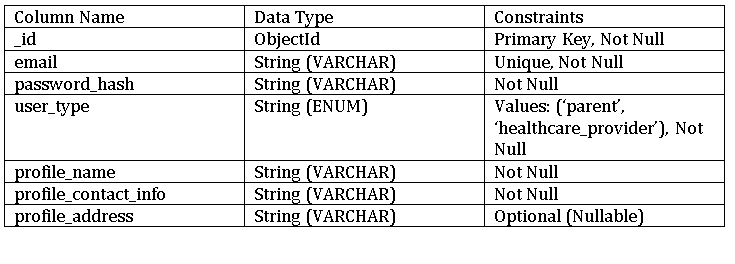 Column Name Data Type Constraints
_id ObjectId Primary Key, Not Null
email String (VARCHAR) Unique, Not Null
password_hash String (VARCHAR) Not Null
user_type String (ENUM) Values: (‘parent’,
‘healthcare_provider’), Not
Null
profile_name String (VARCHAR) Not Null
profile_contact_info String (VARCHAR) Not Null
profile_address String (VARCHAR) Optional (Nullable)